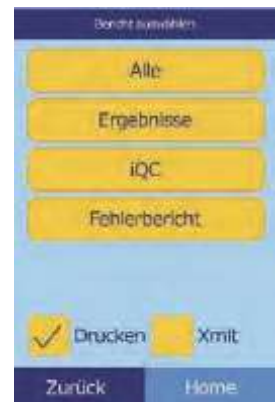 Bericht auswählen
Alle
Ergebnisse
iQC
Fehlerbericht
Drucken Xmit
Zurück Home